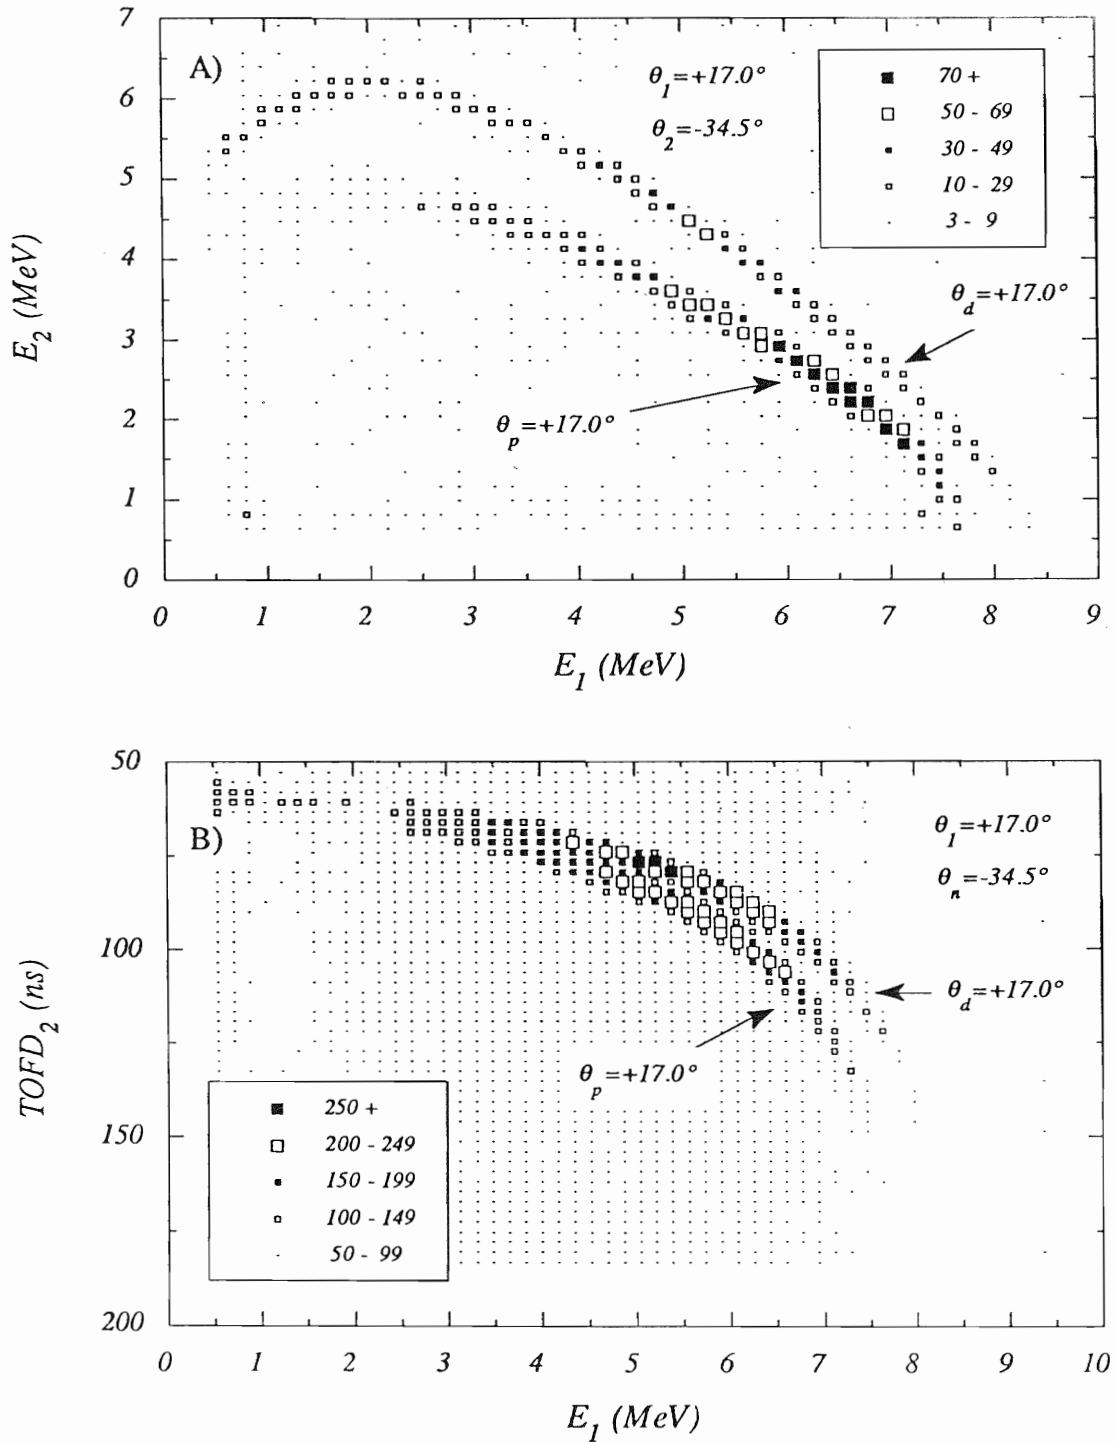 A)
θ1=+17.0°
θ2=-34.5°
70 +
50 - 69
30 - 49
10 - 29
3 - 9
θd=+17.0°
θp=+17.0°
7
6
5
4
3
2
1
0
E2 (MeV)
0 1 2 3 4 5 6 7 8 9
E1 (MeV)
B)
θ1=+17.0°
θn=-34.5°
θd=+17.0°
θp=+17.0°
250 +
200 - 249
150 - 199
100 - 149
50 - 99
50
100
150
200
TOFD2 (ns)
0 1 2 3 4 5 6 7 8 9 10
E1 (MeV)